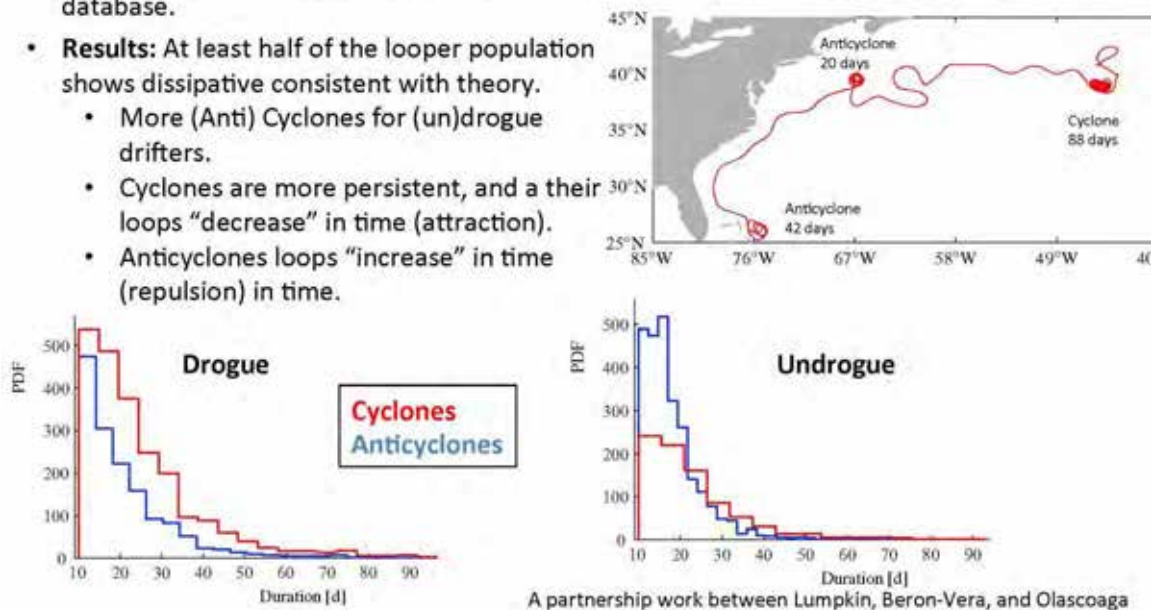 database.
• Results: At least half of the looper population
shows dissipative consistent with theory.
• More (Anti) Cyclones for (un)drogue
drifters.
• Cyclones are more persistent, and a their
loops “decrease” in time (attraction).
• Anticyclones loops “increase” in time
(repulsion) in time.
45°N
40°N
35°N
30°N
25°N
85°W 76°W 67°W 58°W 49°W 40
Anticyclone
20 days
Cyclone
88 days
Anticyclone
42 days
Drogue
PDF
500
400
300
200
100
0
10 20 30 40 50 60 70 80 90
Duration [d]
Cyclones
Anticyclones
Undrogue
PDF
500
400
300
200
100
0
10 20 30 40 50 60 70 80 90
Duration [d]
A partnership work between Lumpkin, Beron-Vera, and Olascoaga